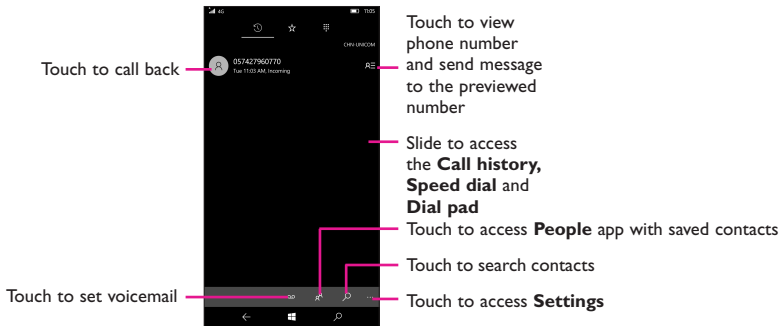 4G
11:05
CHN-UNICOM
057427960770
Tue 11:03 AM, Incoming
Touch to call back
Touch to view
phone number
and send message
to the previewed
number
Slide to access
the Call history,
Speed dial and
Dial pad
Touch to access People app with saved contacts
Touch to search contacts
Touch to set voicemail
Touch to access Settings